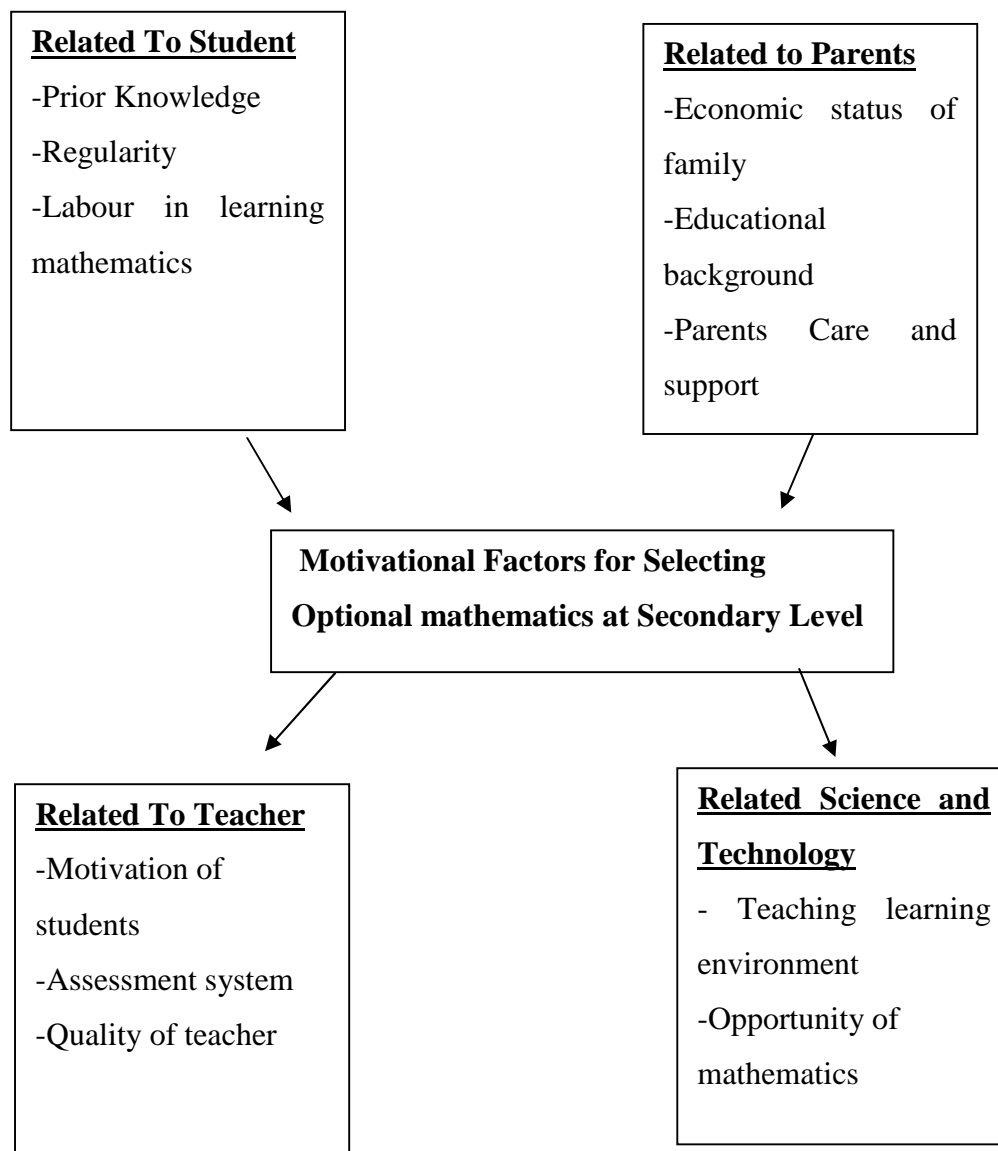 Related To Student
-Prior Knowledge
-Regularity
-Labour in learning
mathematics
Related to Parents
-Economic status of
family
-Educational
background
-Parents Care and
support
Motivational Factors for Selecting
Optional mathematics at Secondary Level
Related To Teacher
-Motivation of
students
-Assessment system
-Quality of teacher
Related Science and
Technology
- Teaching learning
environment
-Opportunity of
mathematics